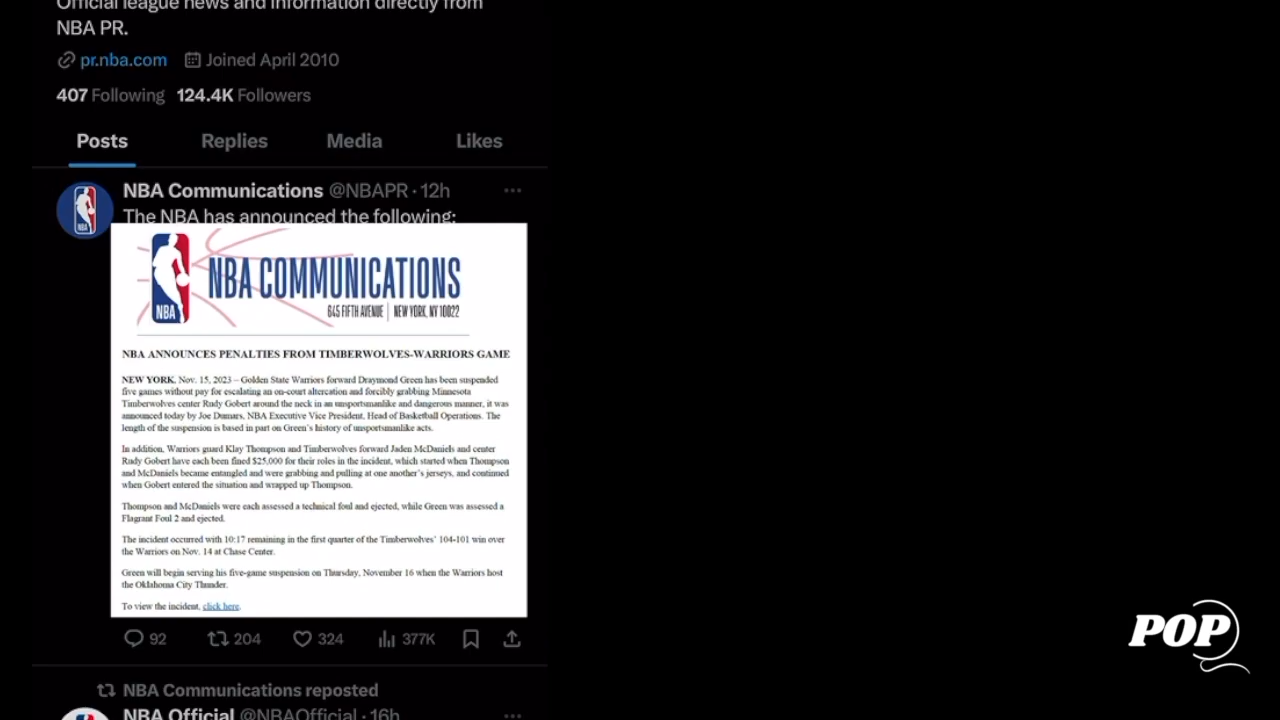 Official league news and information directly from
NBA PR.
pr.nba.com Joined April 2010
407 Following 124.4K Followers
Posts Replies Media Likes
NBA Communications @NBAPR · 12h
The NBA has announced the following:
NBA COMMUNICATIONS
NBA 645 FIFTH AVENUE | NEW YORK, NY 10022
NBA ANNOUNCES PENALTIES FROM TIMBERWOLVES-WARRIORS GAME
NEW YORK, Nov. 15, 2023 – Golden State Warriors forward Draymond Green has been suspended
five games without pay for escalating an on-court altercation and forcibly grabbing Minnesota
Timberwolves center Rudy Gobert around the neck in an unsportsmanlike and dangerous manner, it was
announced today by Joe Dumars, NBA Executive Vice President, Head of Basketball Operations. The
length of the suspension is based in part on Green's history of unsportsmanlike acts.
In addition, Warriors guard Klay Thompson and Timberwolves forward Jaden McDaniels and center
Rudy Gobert have each been fined $25,000 for their roles in the incident, which started when Thompson
and McDaniels became entangled and were grabbing and pulling at one another's jerseys, and continued
when Gobert entered the situation and wrapped up Thompson.
Thompson and McDaniels were each assessed a technical foul and ejected, while Green was assessed a
Flagrant Foul 2 and ejected.
The incident occurred with 10:17 remaining in the first quarter of the Timberwolves' 104-101 win over
the Warriors on Nov. 14 at Chase Center.
Green will begin serving his five-game suspension on Thursday, November 16 when the Warriors host
the Oklahoma City Thunder.
To view the incident, click here.
92 204 324 377K
POP
NBA Communications reposted
NBA Official @NBAOfficial · 16h